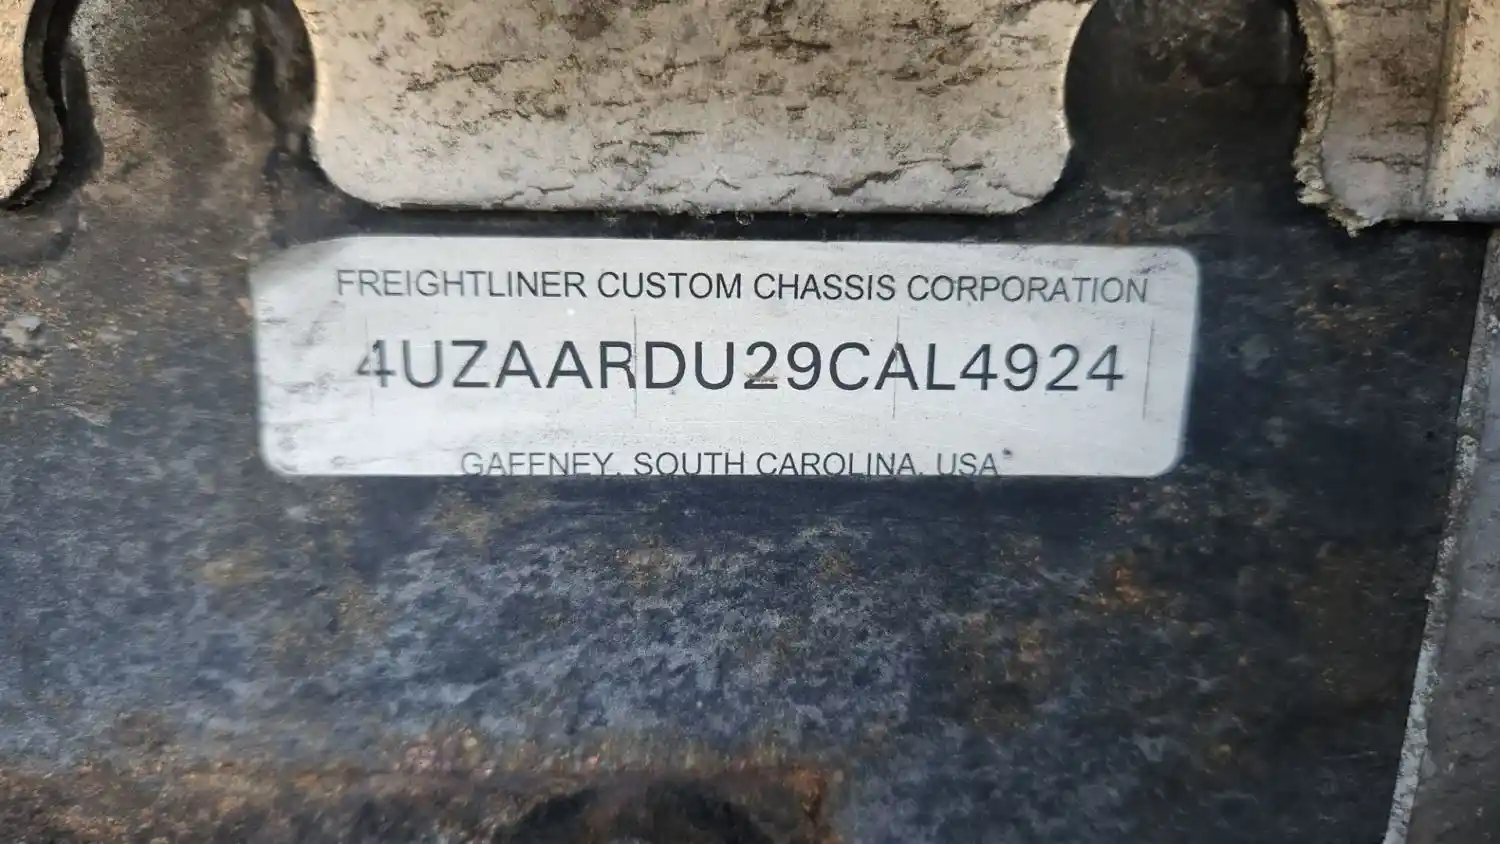 FREIGHTLINER CUSTOM CHASSIS CORPORATION
4UZAARDU29CAL4924
GAFFNEY, SOUTH CAROLINA, USA